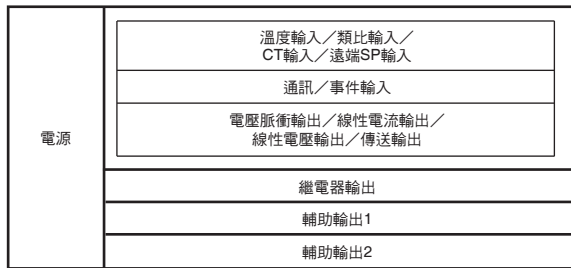 電源
溫度輸入／類比輸入／
CT輸入／遠端SP輸入
通訊／事件輸入
電壓脈衝輸出／線性電流輸出／
線性電壓輸出／傳送輸出
繼電器輸出
輔助輸出1
輔助輸出2